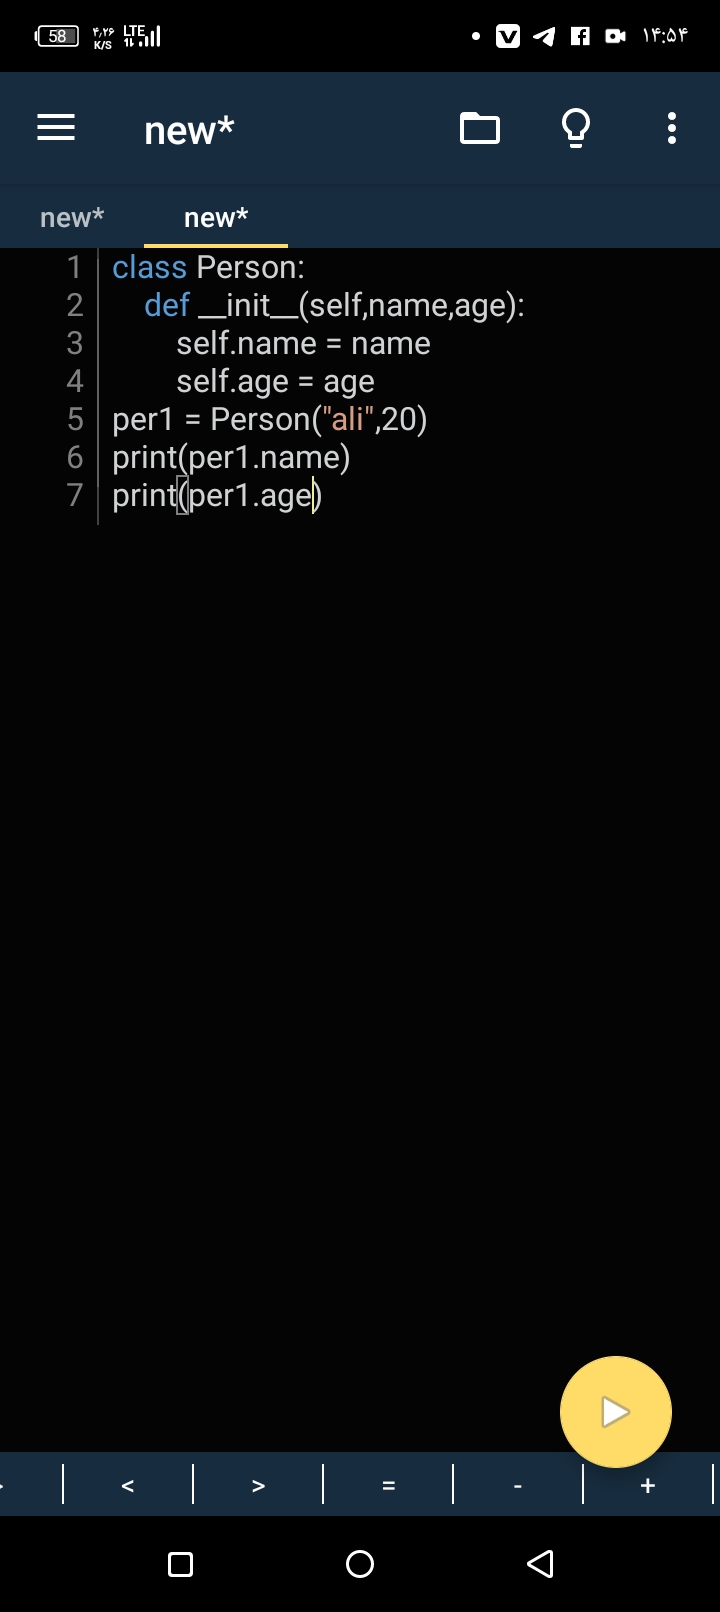 58 ۴٫۲۶ K/S LTE ۱۴:۵۴
new*
new* new*
1 class Person:
2     def __init__(self,name,age):
3         self.name = name
4         self.age = age
5 per1 = Person("ali",20)
6 print(per1.name)
7 print(per1.age)
< > = - +